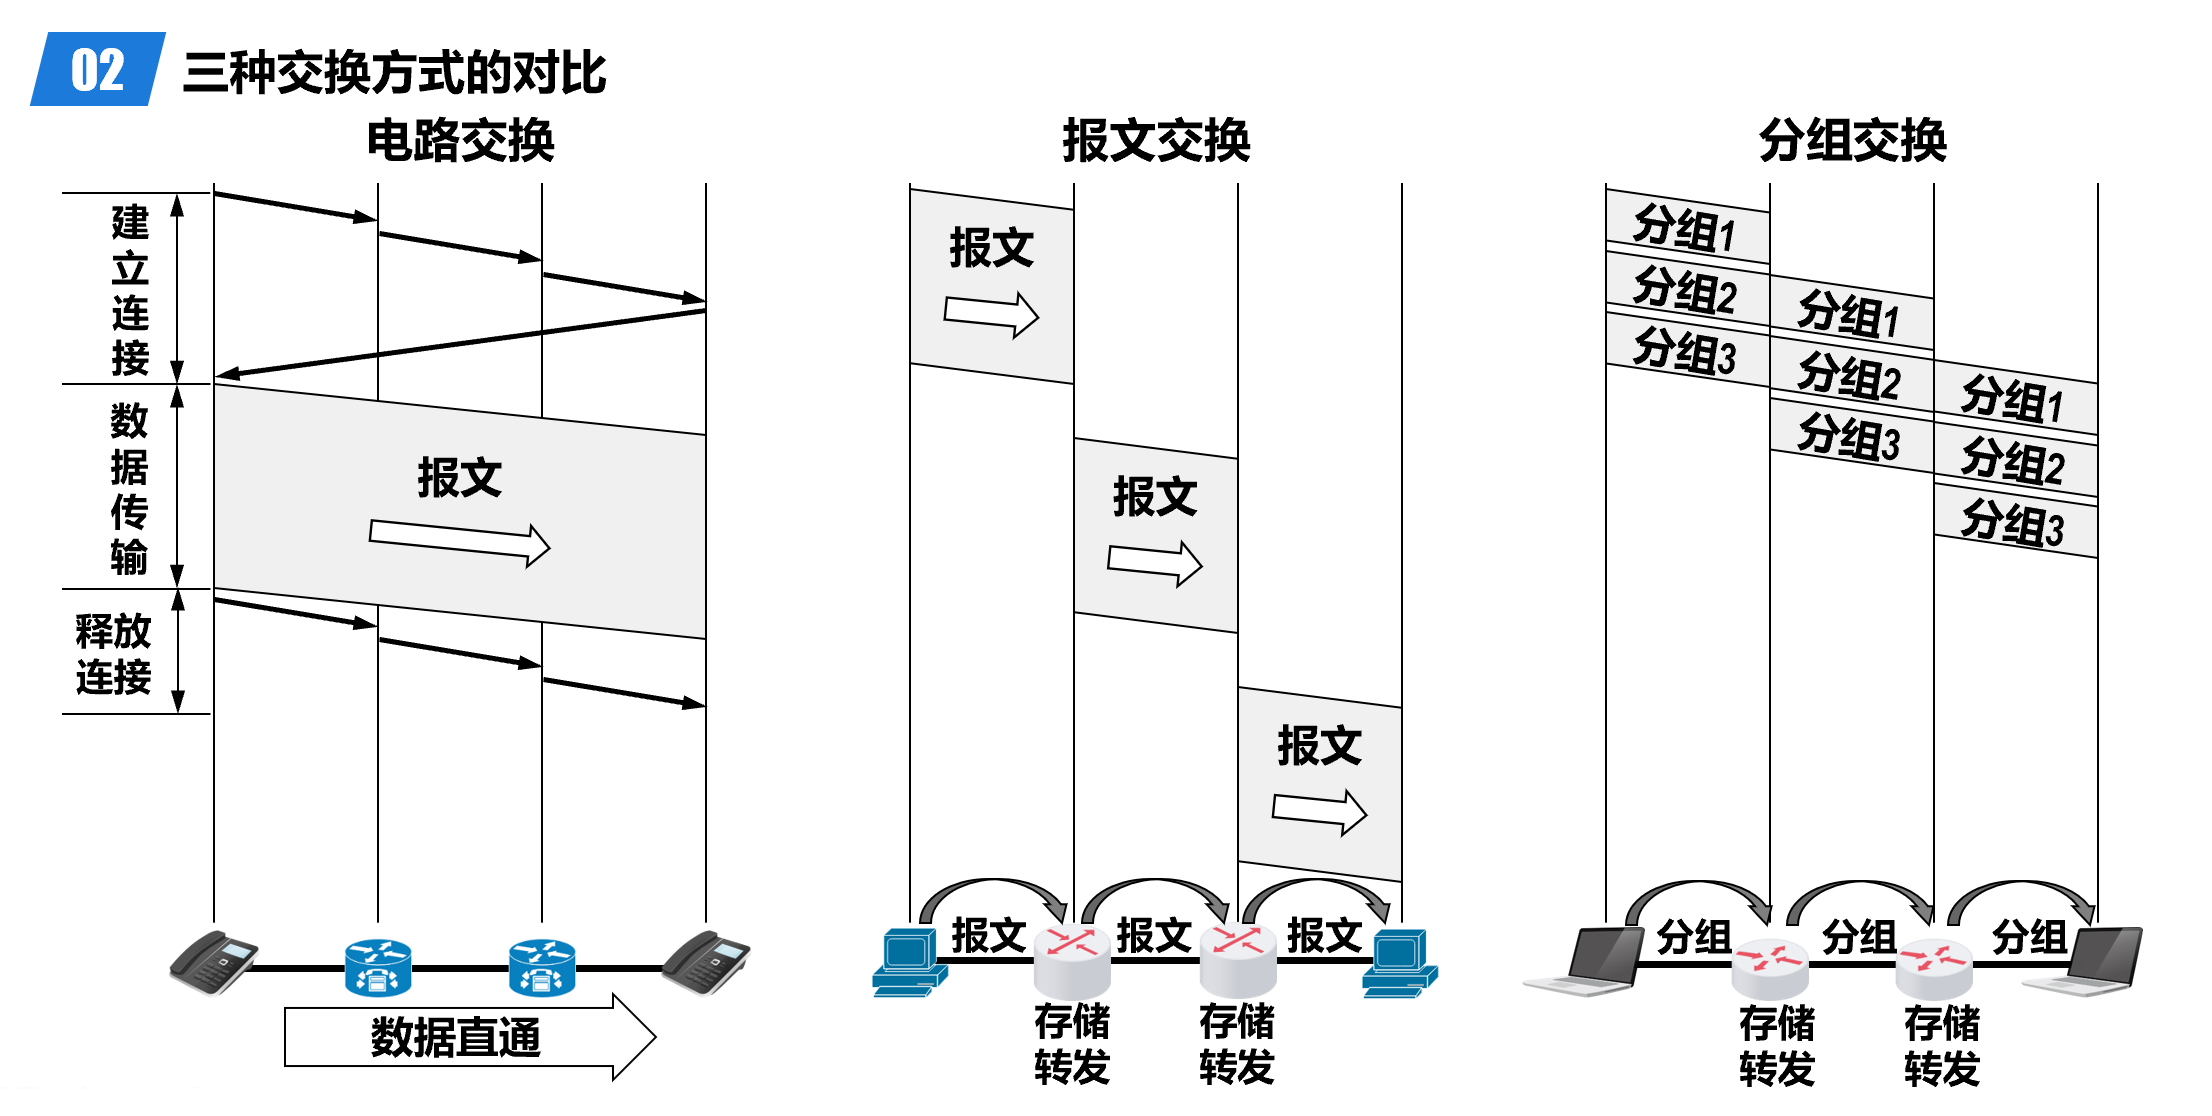 02 三种交换方式的对比
电路交换
建立连接
数据传输
释放
连接
报文
数据直通
报文交换
报文
报文
报文
报文
报文
报文
存储
转发
存储
转发
分组交换
分组1
分组2
分组3
分组1
分组2
分组3
分组1
分组2
分组3
分组
分组
分组
存储
转发
存储
转发